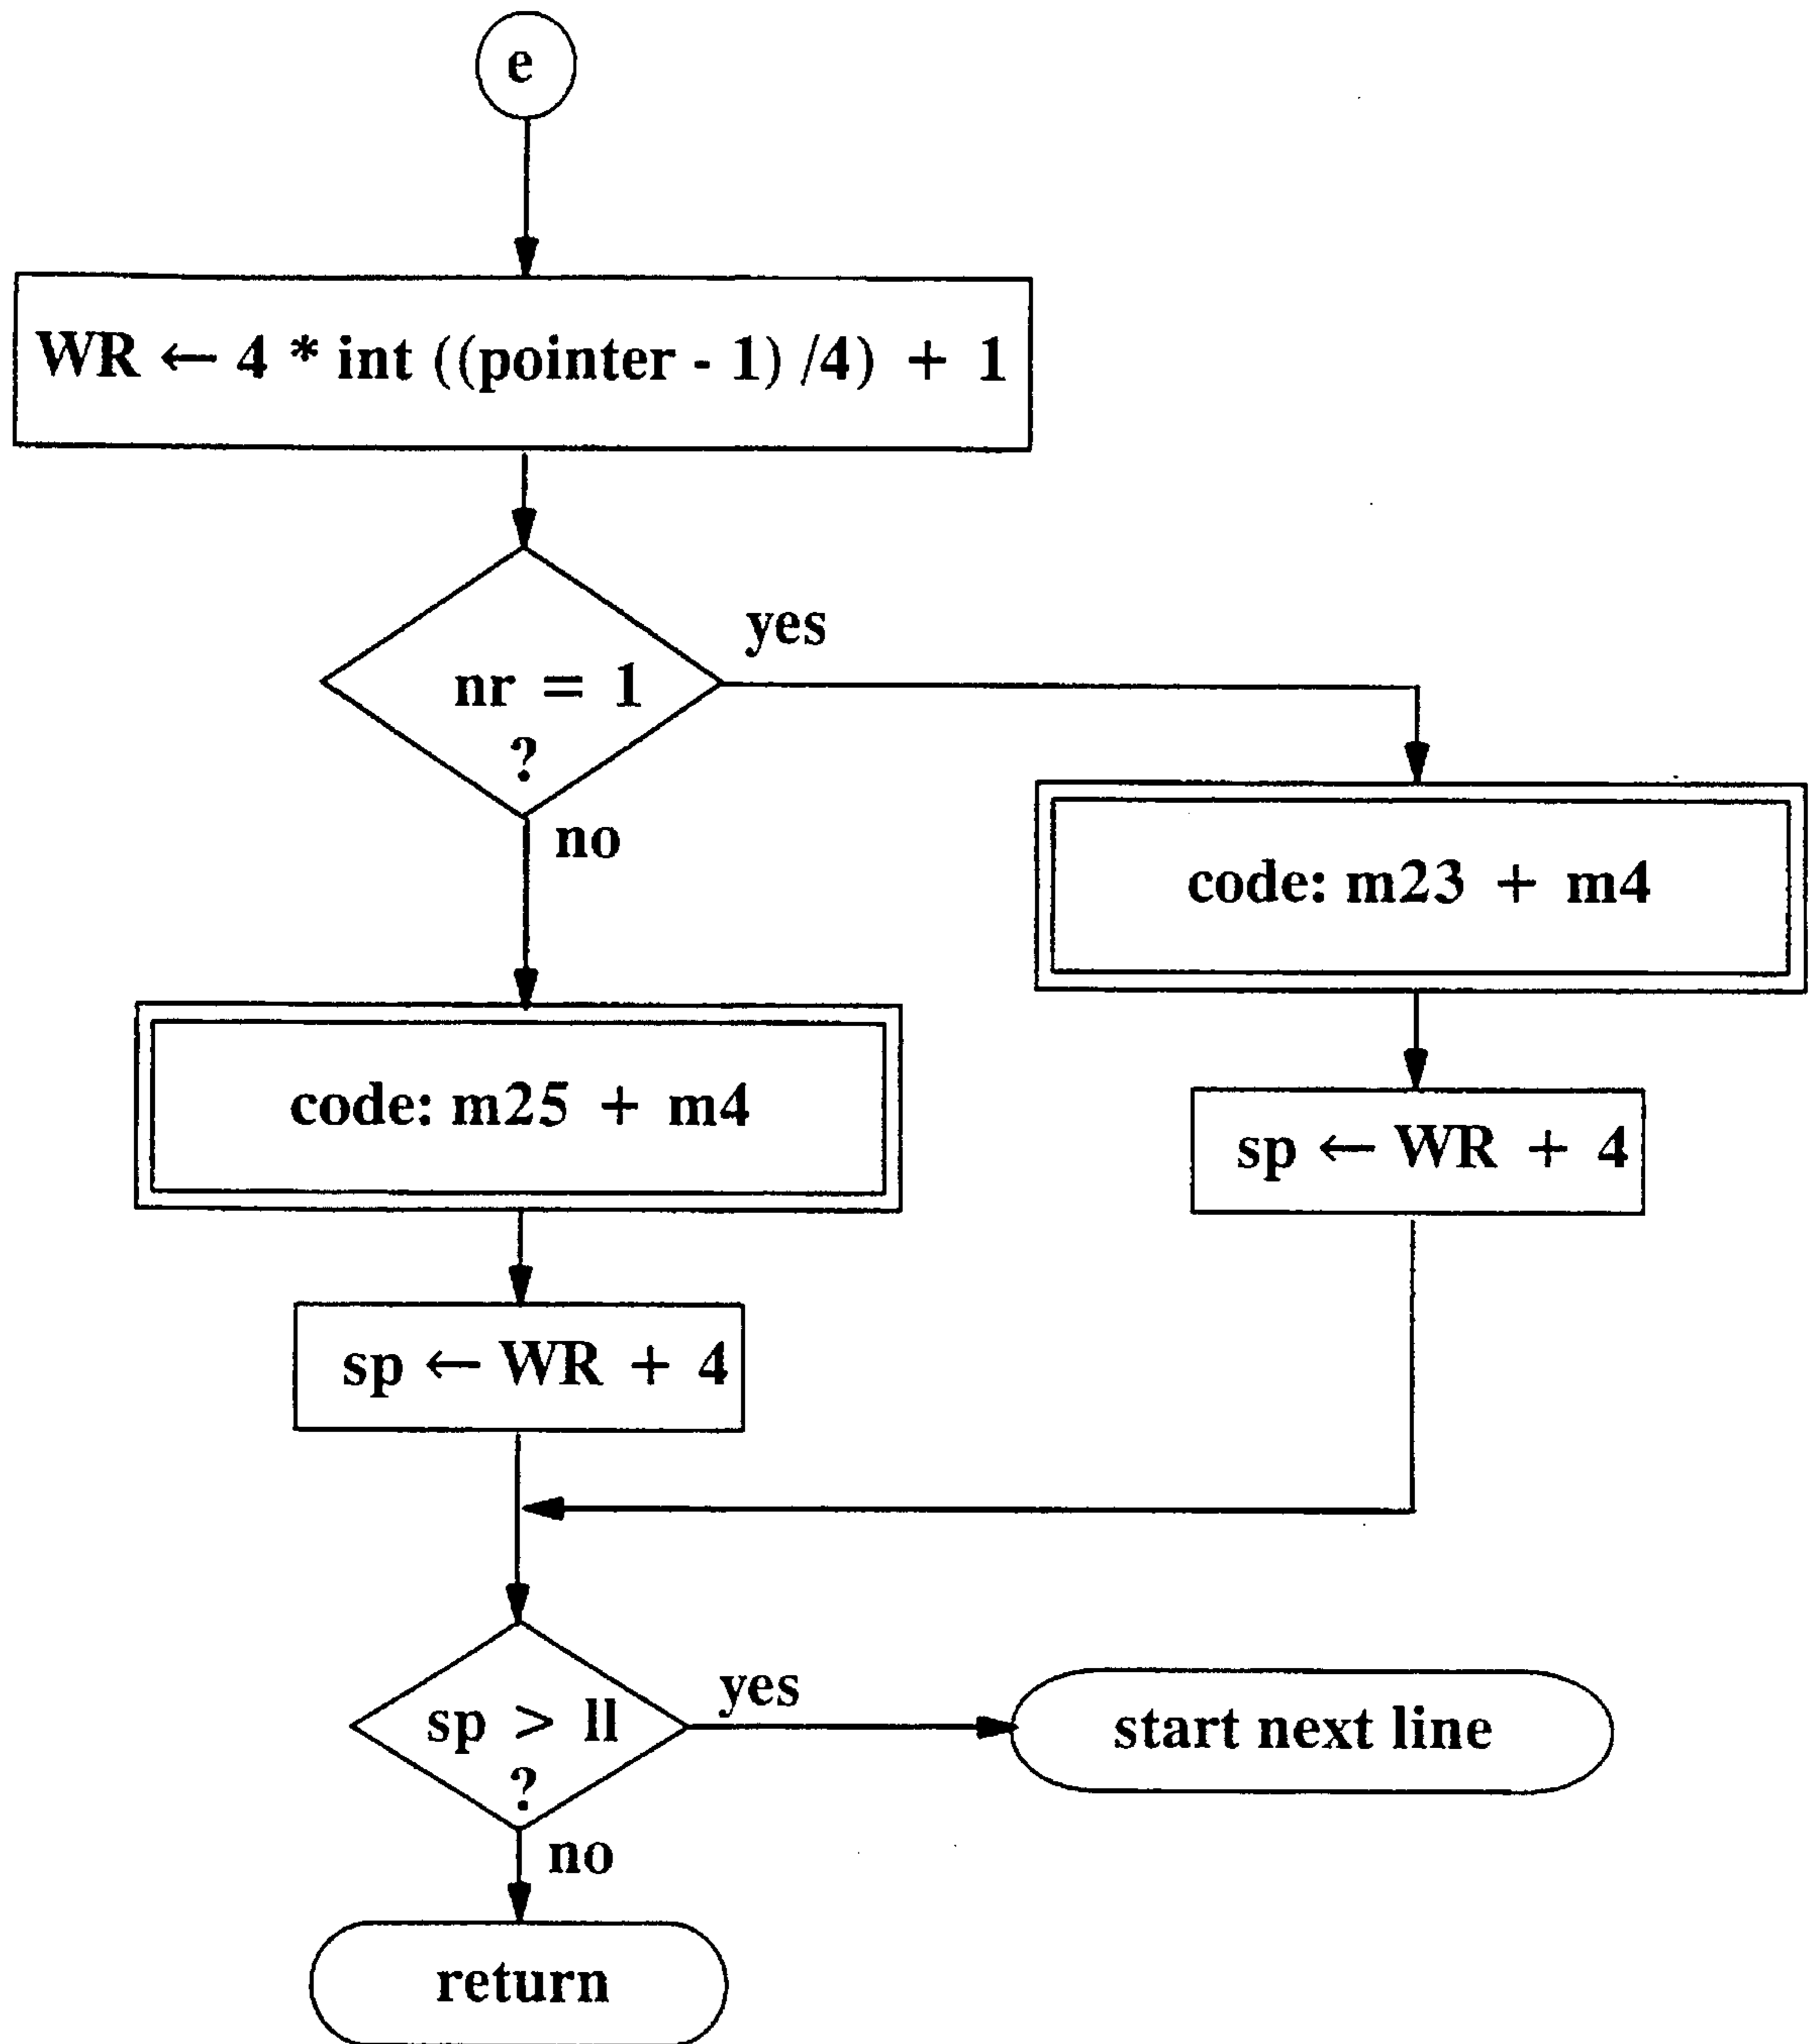 e
WR ← 4 * int ((pointer - 1) /4) + 1
yes
nr = 1
?
no
code: m23 + m4
code: m25 + m4
sp ← WR + 4
sp ← WR + 4
yes
sp > ll
?
start next line
no
return